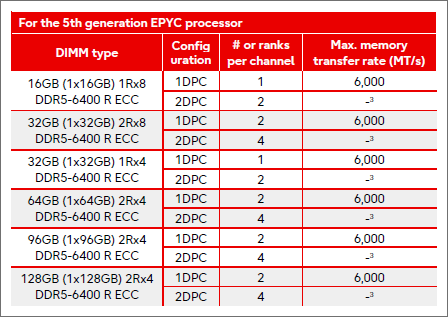 For the 5th generation EPYC processor
DIMM type
Config
uration
# or ranks
per channel
Max. memory
transfer rate (MT/s)
16GB (1x16GB) 1Rx8
DDR5-6400 R ECC
1DPC 1 6,000
2DPC 2 -³
32GB (1x32GB) 2Rx8
DDR5-6400 R ECC
1DPC 2 6,000
2DPC 4 -³
32GB (1x32GB) 1Rx4
DDR5-6400 R ECC
1DPC 1 6,000
2DPC 2 -³
64GB (1x64GB) 2Rx4
DDR5-6400 R ECC
1DPC 2 6,000
2DPC 4 -³
96GB (1x96GB) 2Rx4
DDR5-6400 R ECC
1DPC 2 6,000
2DPC 4 -³
128GB (1x128GB) 2Rx4
DDR5-6400 R ECC
1DPC 2 6,000
2DPC 4 -³